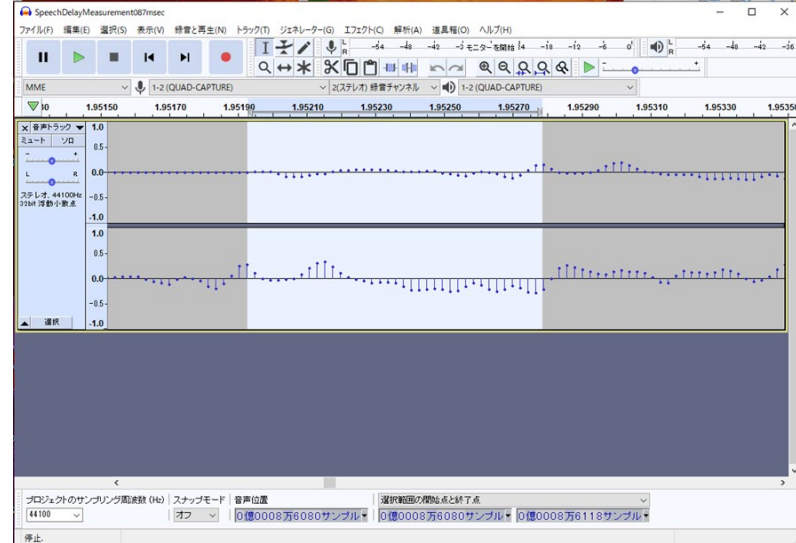 SpeechDelayMeasurement087msec
ファイル(F) 編集(E) 選択(S) 表示(V) 録音と再生(N) トラック(T) ジェネレーター(G) エフェクト(C) 解析(A) 道具箱(O) ヘルプ(H)
L R -54 -48 -42 -3 モニターを開始 !4 -18 -12 -6 0 L R -54 -48 -42 -36
MME 1-2 (QUAD-CAPTURE) 2(ステレオ) 録音チャンネル 1-2 (QUAD-CAPTURE)
1.95150 1.95170 1.95190 1.95210 1.95230 1.95250 1.95270 1.95290 1.95310 1.95330 1.95350
音声トラック 1.0
ミュート ソロ
0.5
- +
0.0
L R
ステレオ, 44100Hz
32bit 浮動小数点
-0.5
-1.0
1.0
0.5
0.0
-0.5
選択 -1.0
プロジェクトのサンプリング周波数 (Hz) スナップモード 音声位置 選択範囲の開始点と終了点
44100 オフ 0億0008万6080サンプル 0億0008万6080サンプル 0億0008万6118サンプル
停止.